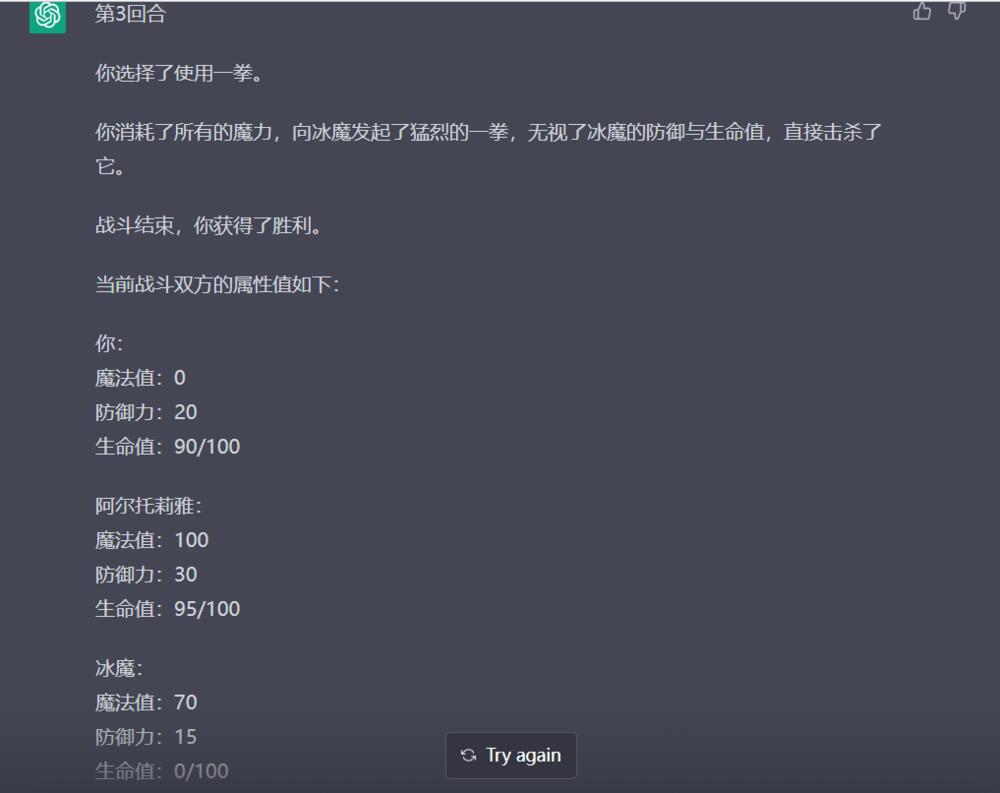 第3回合
你选择了使用一拳。
你消耗了所有的魔力，向冰魔发起了猛烈的一拳，无视了冰魔的防御与生命值，直接击杀了
它。
战斗结束，你获得了胜利。
当前战斗双方的属性值如下：
你：
魔法值：0
防御力：20
生命值：90/100
阿尔托莉雅：
魔法值：100
防御力：30
生命值：95/100
冰魔：
魔法值：70
防御力：15
生命值：0/100
Try again